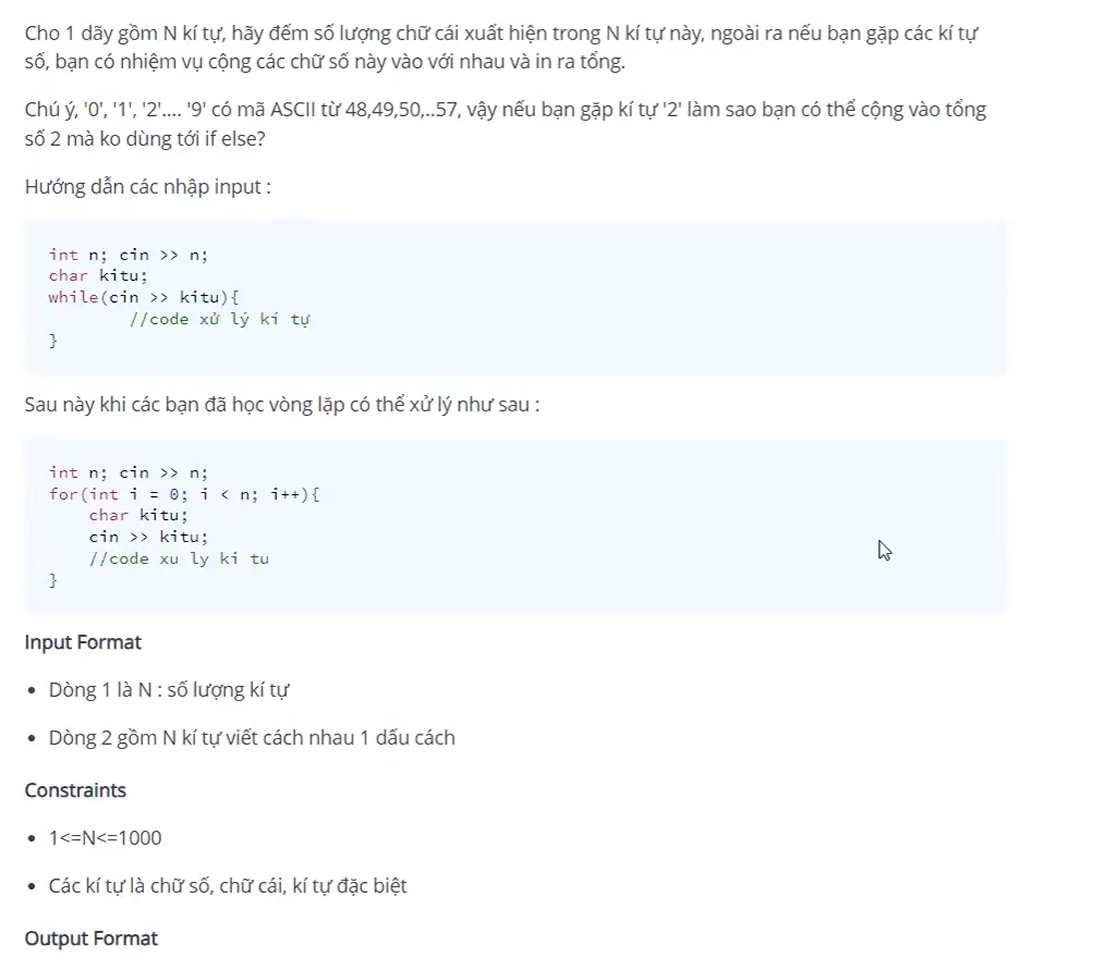 Cho 1 dãy gồm N kí tự, hãy đếm số lượng chữ cái xuất hiện trong N kí tự này, ngoài ra nếu bạn gặp các kí tự
số, bạn có nhiệm vụ cộng các chữ số này vào với nhau và in ra tổng.
Chú ý, '0', '1', '2'.... '9' có mã ASCII từ 48,49,50,..57, vậy nếu bạn gặp kí tự '2' làm sao bạn có thể cộng vào tổng
số 2 mà ko dùng tới if else?
Hướng dẫn các nhập input :
int n; cin >> n;
char kitu;
while(cin >> kitu){
//code xử lý kí tự
}
Sau này khi các bạn đã học vòng lặp có thể xử lý như sau :
int n; cin >> n;
for(int i = 0; i < n; i++){
char kitu;
cin >> kitu;
//code xu ly ki tu
}
Input Format
• Dòng 1 là N : số lượng kí tự
• Dòng 2 gồm N kí tự viết cách nhau 1 dấu cách
Constraints
• 1<=N<=1000
• Các kí tự là chữ số, chữ cái, kí tự đặc biệt
Output Format